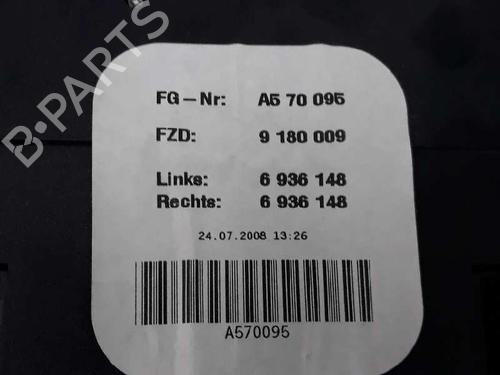 B-PARTS
FG-Nr: A5 70 095
FZD: 9 180 009
Links: 6 936 148
Rechts: 6 936 148
24.07.2008 13:26
A570095